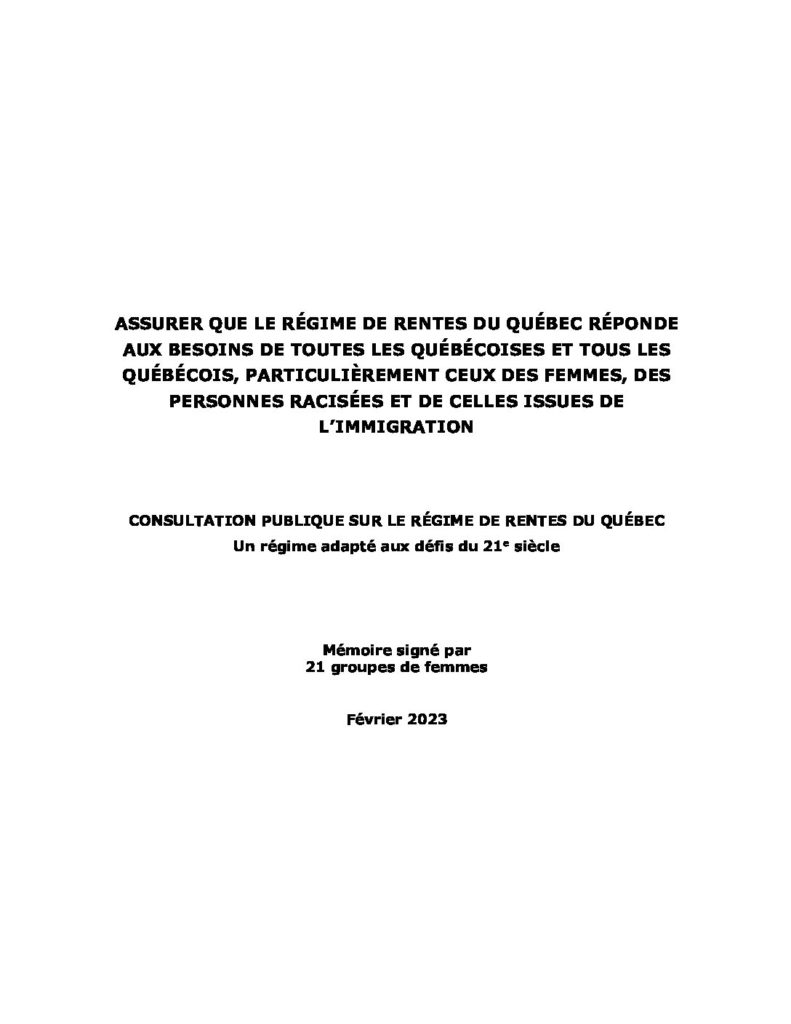 ASSURER QUE LE RÉGIME DE RENTES DU QUÉBEC RÉPONDE
AUX BESOINS DE TOUTES LES QUÉBÉCOISES ET TOUS LES
QUÉBÉCOIS, PARTICULIÈREMENT CEUX DES FEMMES, DES
PERSONNES RACISÉES ET DE CELLES ISSUES DE
L’IMMIGRATION
CONSULTATION PUBLIQUE SUR LE RÉGIME DE RENTES DU QUÉBEC
Un régime adapté aux défis du 21e siècle
Mémoire signé par
21 groupes de femmes
Février 2023